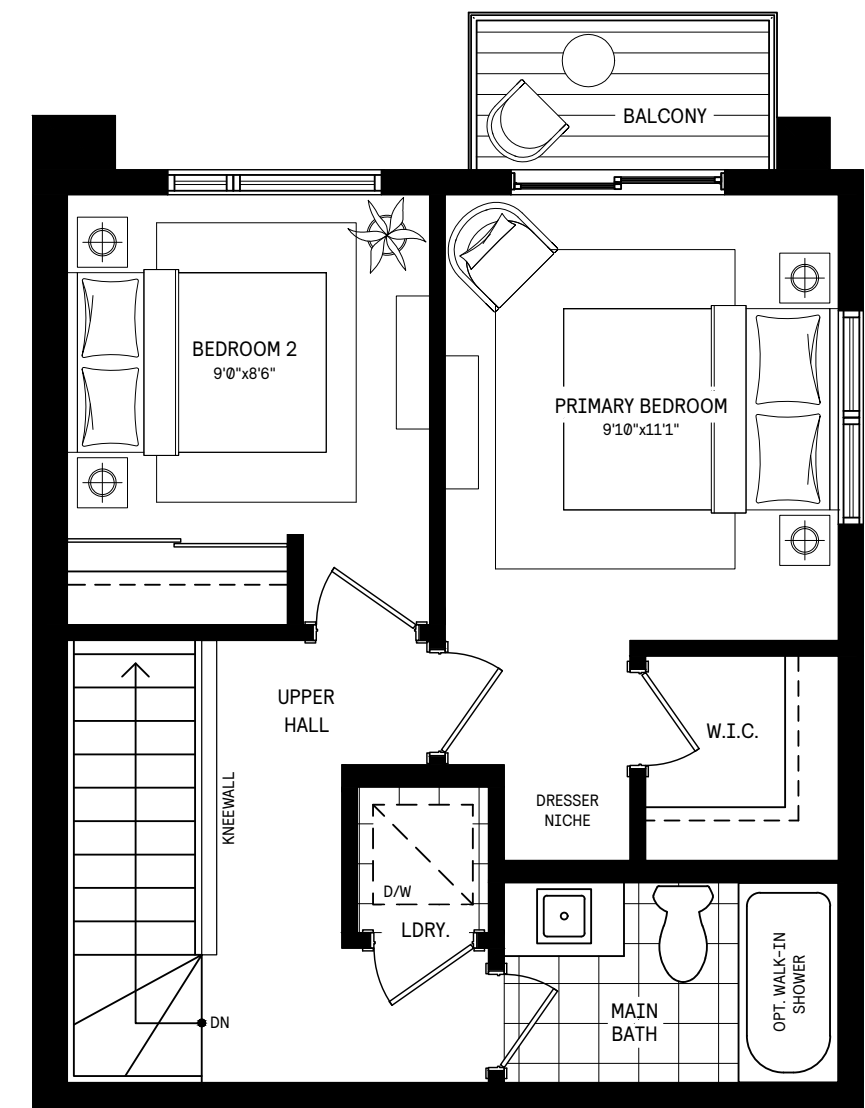 BALCONY
BEDROOM 2
9'0"x8'6"
PRIMARY BEDROOM
9'10"x11'1"
UPPER
HALL
W.I.C.
KNEEWALL
DRESSER
NICHE
D/W
LDRY.
DN
MAIN
BATH
OPT. WALK-IN
SHOWER